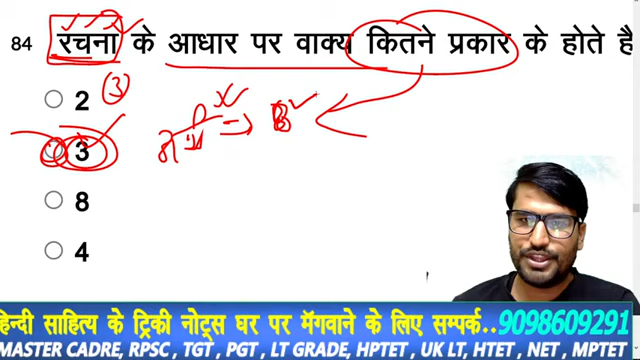 84 रचना के आधार पर वाक्य कितने प्रकार के होते है
2 (3)
3
8
4
हिन्दी साहित्य के ट्रिकी नोट्स घर पर मॅगवाने के लिए सम्पर्क..9098609291
MASTER CADRE, RPSC , TGT , PGT , LT GRADE, HPTET , UK LT, HTET , NET , MPTET